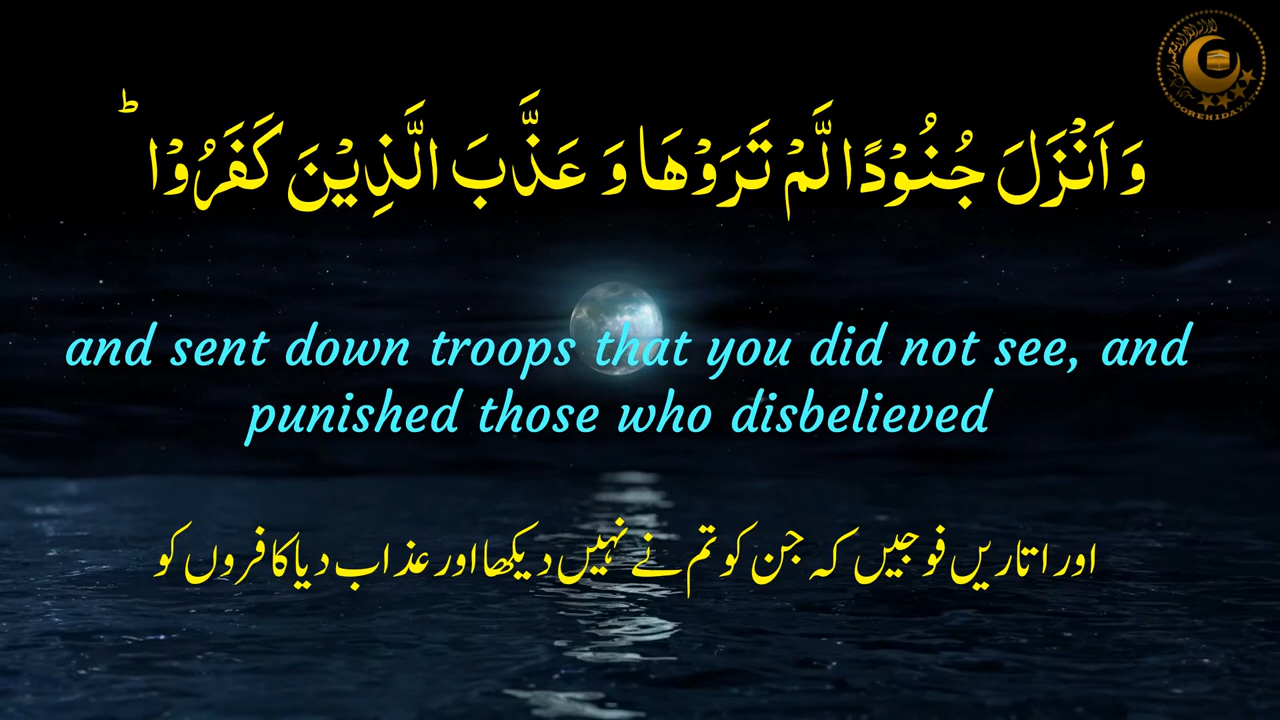 وَ اَنْزَلَ جُنُوْدًا لَّمْ تَرَوْهَا وَ عَذَّبَ الَّذِیْنَ كَفَرُوْا ؕ
and sent down troops that you did not see, and
punished those who disbelieved
اور اتاریں فوجیں کہ جن کو تم نے نہیں دیکھا اور عذاب دیا کافروں کو
NOOREHIDAYAT